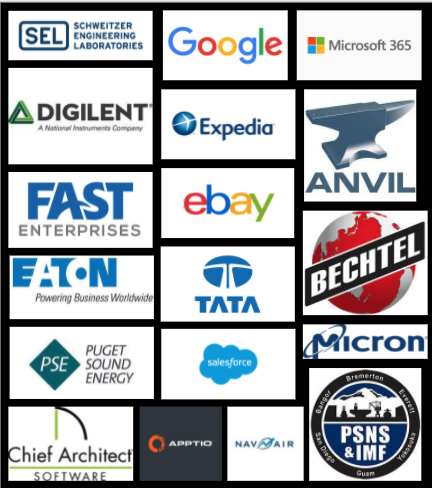 SEL SCHWEITZER
ENGINEERING
LABORATORIES
Google
Microsoft 365
DIGILENT
A National Instruments Company
Expedia
ANVIL
FAST
ENTERPRISES
ebay
BECHTEL
EATON
Powering Business Worldwide
TATA
Micron
PSE PUGET
SOUND
ENERGY
salesforce
Bremerton
Bangor
Everett
San Diego
Yokosuka
PSNS
& IMF
Guam
Chief Architect
SOFTWARE
APPTIO
NAVAIR